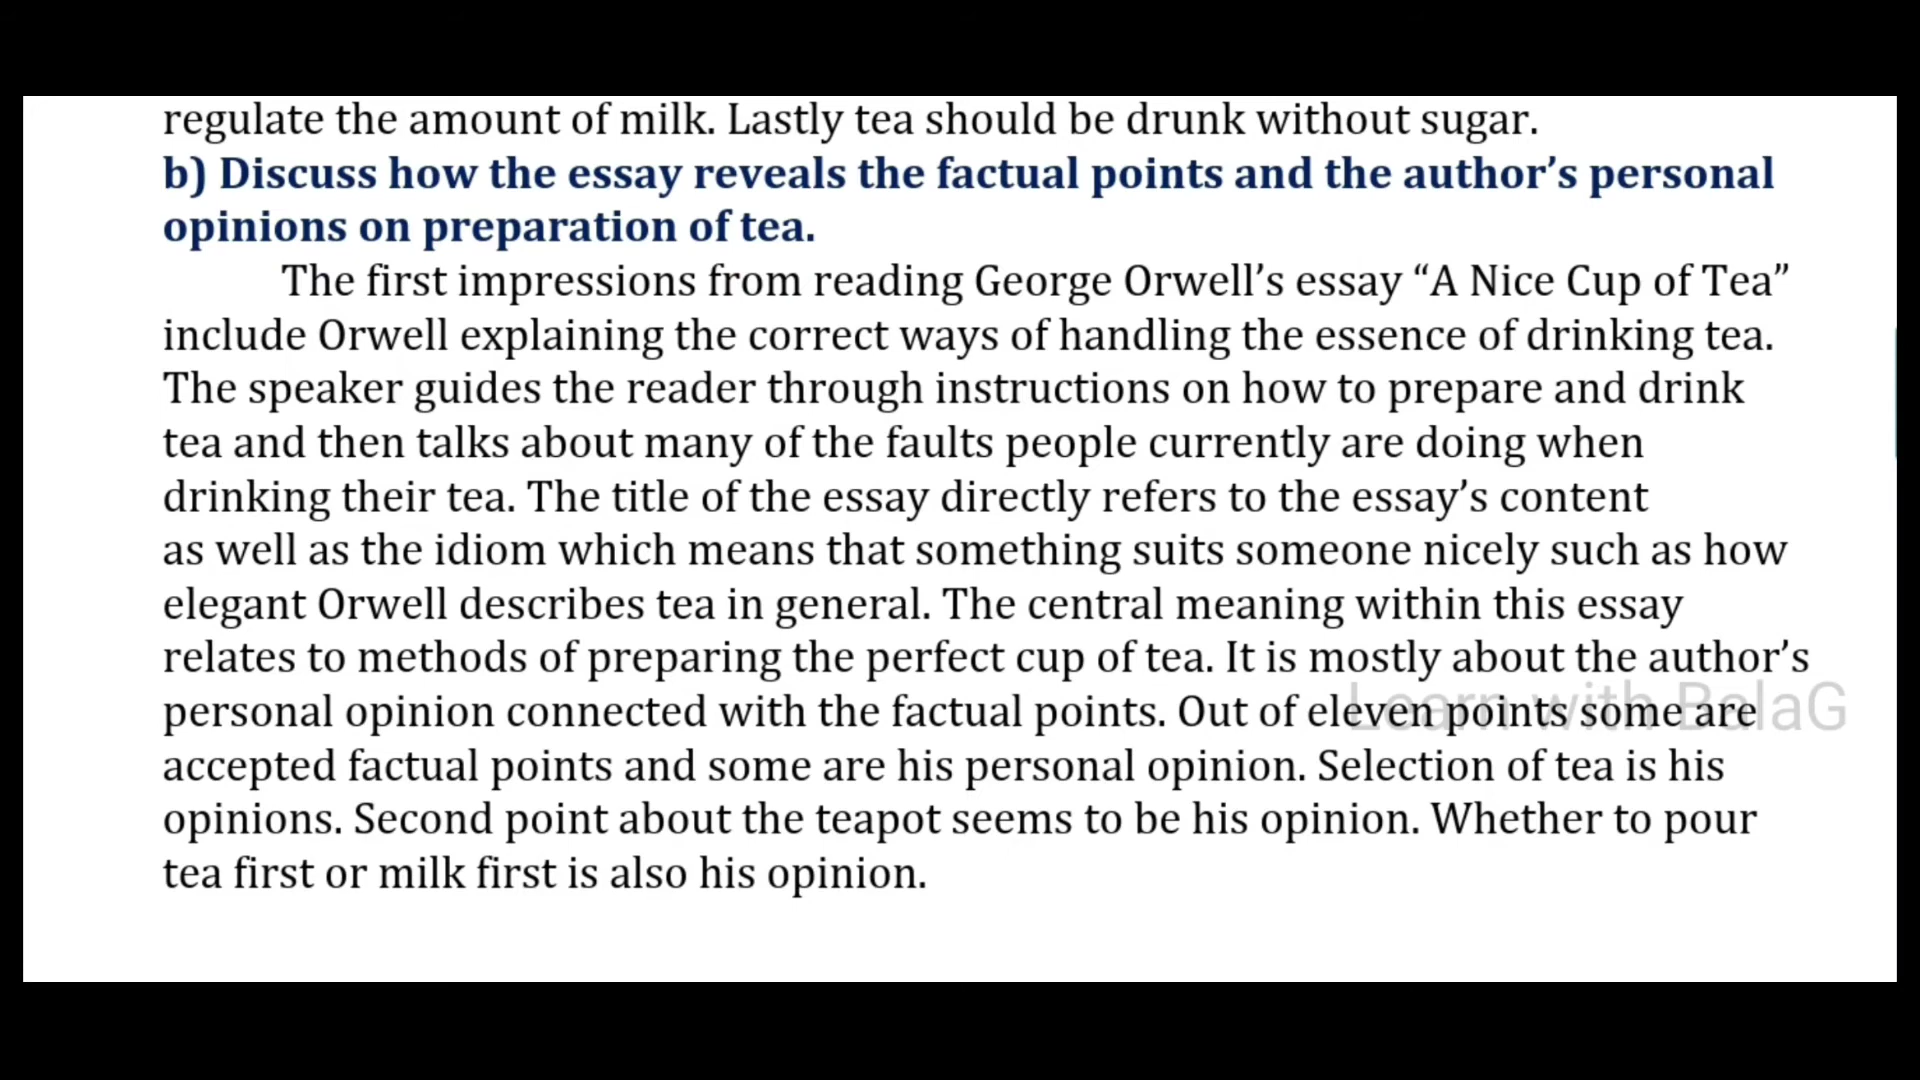 regulate the amount of milk. Lastly tea should be drunk without sugar.
b) Discuss how the essay reveals the factual points and the author’s personal
opinions on preparation of tea.
The first impressions from reading George Orwell’s essay “A Nice Cup of Tea”
include Orwell explaining the correct ways of handling the essence of drinking tea.
The speaker guides the reader through instructions on how to prepare and drink
tea and then talks about many of the faults people currently are doing when
drinking their tea. The title of the essay directly refers to the essay’s content
as well as the idiom which means that something suits someone nicely such as how
elegant Orwell describes tea in general. The central meaning within this essay
relates to methods of preparing the perfect cup of tea. It is mostly about the author’s
personal opinion connected with the factual points. Out of eleven points some are
Learn with BalaG
accepted factual points and some are his personal opinion. Selection of tea is his
opinions. Second point about the teapot seems to be his opinion. Whether to pour
tea first or milk first is also his opinion.